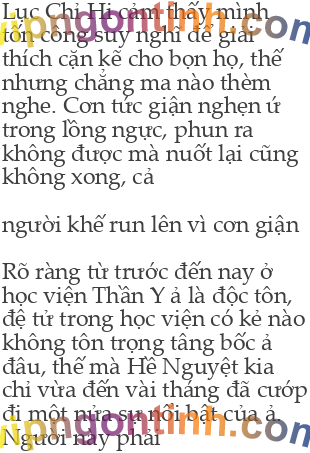 Lục Chỉ Hi cảm thấy mình
tốn công suy nghĩ để giải
thích cặn kẽ cho bọn họ, thế
nhưng chẳng ma nào thèm
nghe. Cơn tức giận nghẹn ứ
trong lồng ngực, phun ra
không được mà nuốt lại cũng
không xong, cả
người khế run lên vì cơn giận
Rõ ràng từ trước đến nay ở
học viện Thần Y ả là độc tôn,
đệ tử trong học viện có kẻ nào
không tôn trọng tâng bốc ả
đâu, thế mà Hề Nguyệt kia
chỉ vừa đến vài tháng đã cướp
đi một nửa sự nổi bật của ả.
Người này phải
vipngontinh.com
vipngontinh.com